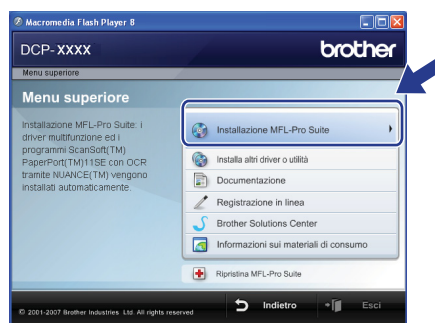 Macromedia Flash Player 8
DCP-XXXX
brother
Menu superiore
Menu superiore
Installazione MFL-Pro Suite: i
driver multifunzione ed i
programmi ScanSoft(TM)
PaperPort(TM)11SE con OCR
tramite NUANCE(TM) vengono
installati automaticamente.
Installazione MFL-Pro Suite
Installa altri driver o utilità
Documentazione
Registrazione in linea
Brother Solutions Center
Informazioni sui materiali di consumo
Ripristina MFL-Pro Suite
© 2001-2007 Brother Industries Ltd. All rights reserved
Indietro
Esci